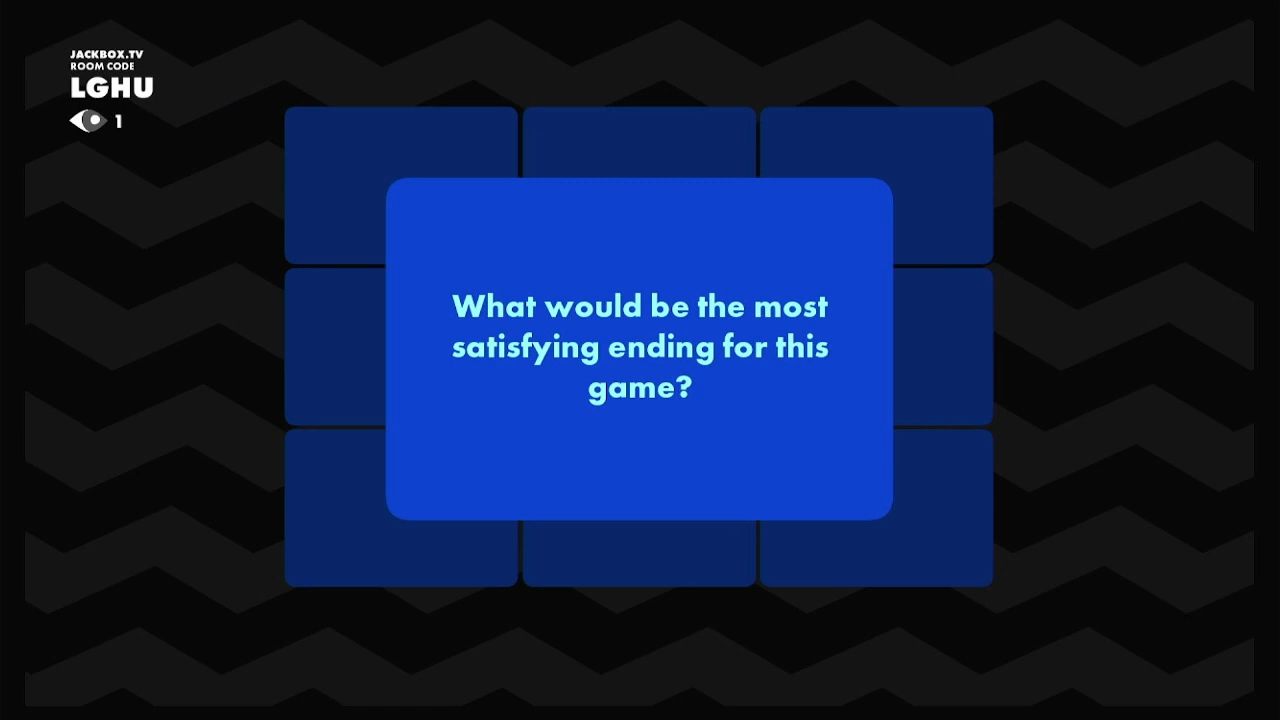 JACKBOX.TV
ROOM CODE
LGHU
1
What would be the most
satisfying ending for this
game?